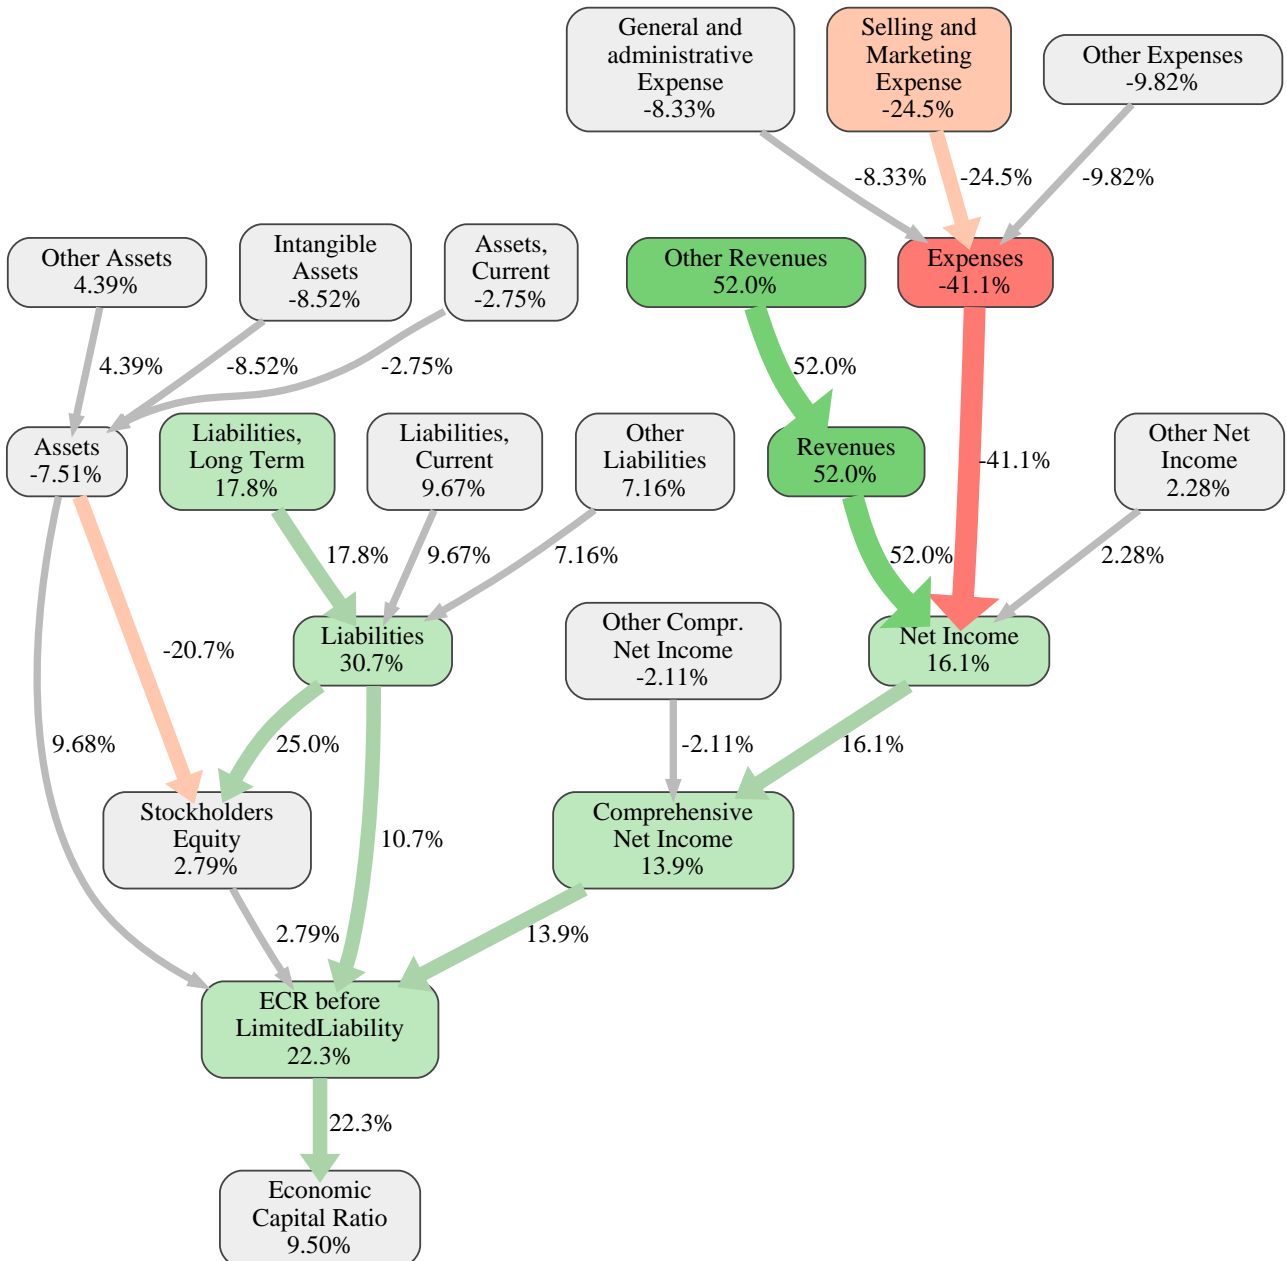 General and
administrative
Expense
-8.33%
Selling and
Marketing
Expense
-24.5%
Other Expenses
-9.82%
-8.33%
-24.5%
-9.82%
Other Assets
4.39%
Intangible
Assets
-8.52%
Assets,
Current
-2.75%
Other Revenues
52.0%
Expenses
-41.1%
4.39%
-8.52%
-2.75%
52.0%
Assets
-7.51%
Liabilities,
Long Term
17.8%
Liabilities,
Current
9.67%
Other
Liabilities
7.16%
Revenues
52.0%
-41.1%
Other Net
Income
2.28%
17.8%
9.67%
7.16%
52.0%
2.28%
-20.7%
Liabilities
30.7%
Other Compr.
Net Income
-2.11%
Net Income
16.1%
9.68%
25.0%
-2.11%
16.1%
Stockholders
Equity
2.79%
10.7%
Comprehensive
Net Income
13.9%
2.79%
13.9%
ECR before
LimitedLiability
22.3%
22.3%
Economic
Capital Ratio
9.50%